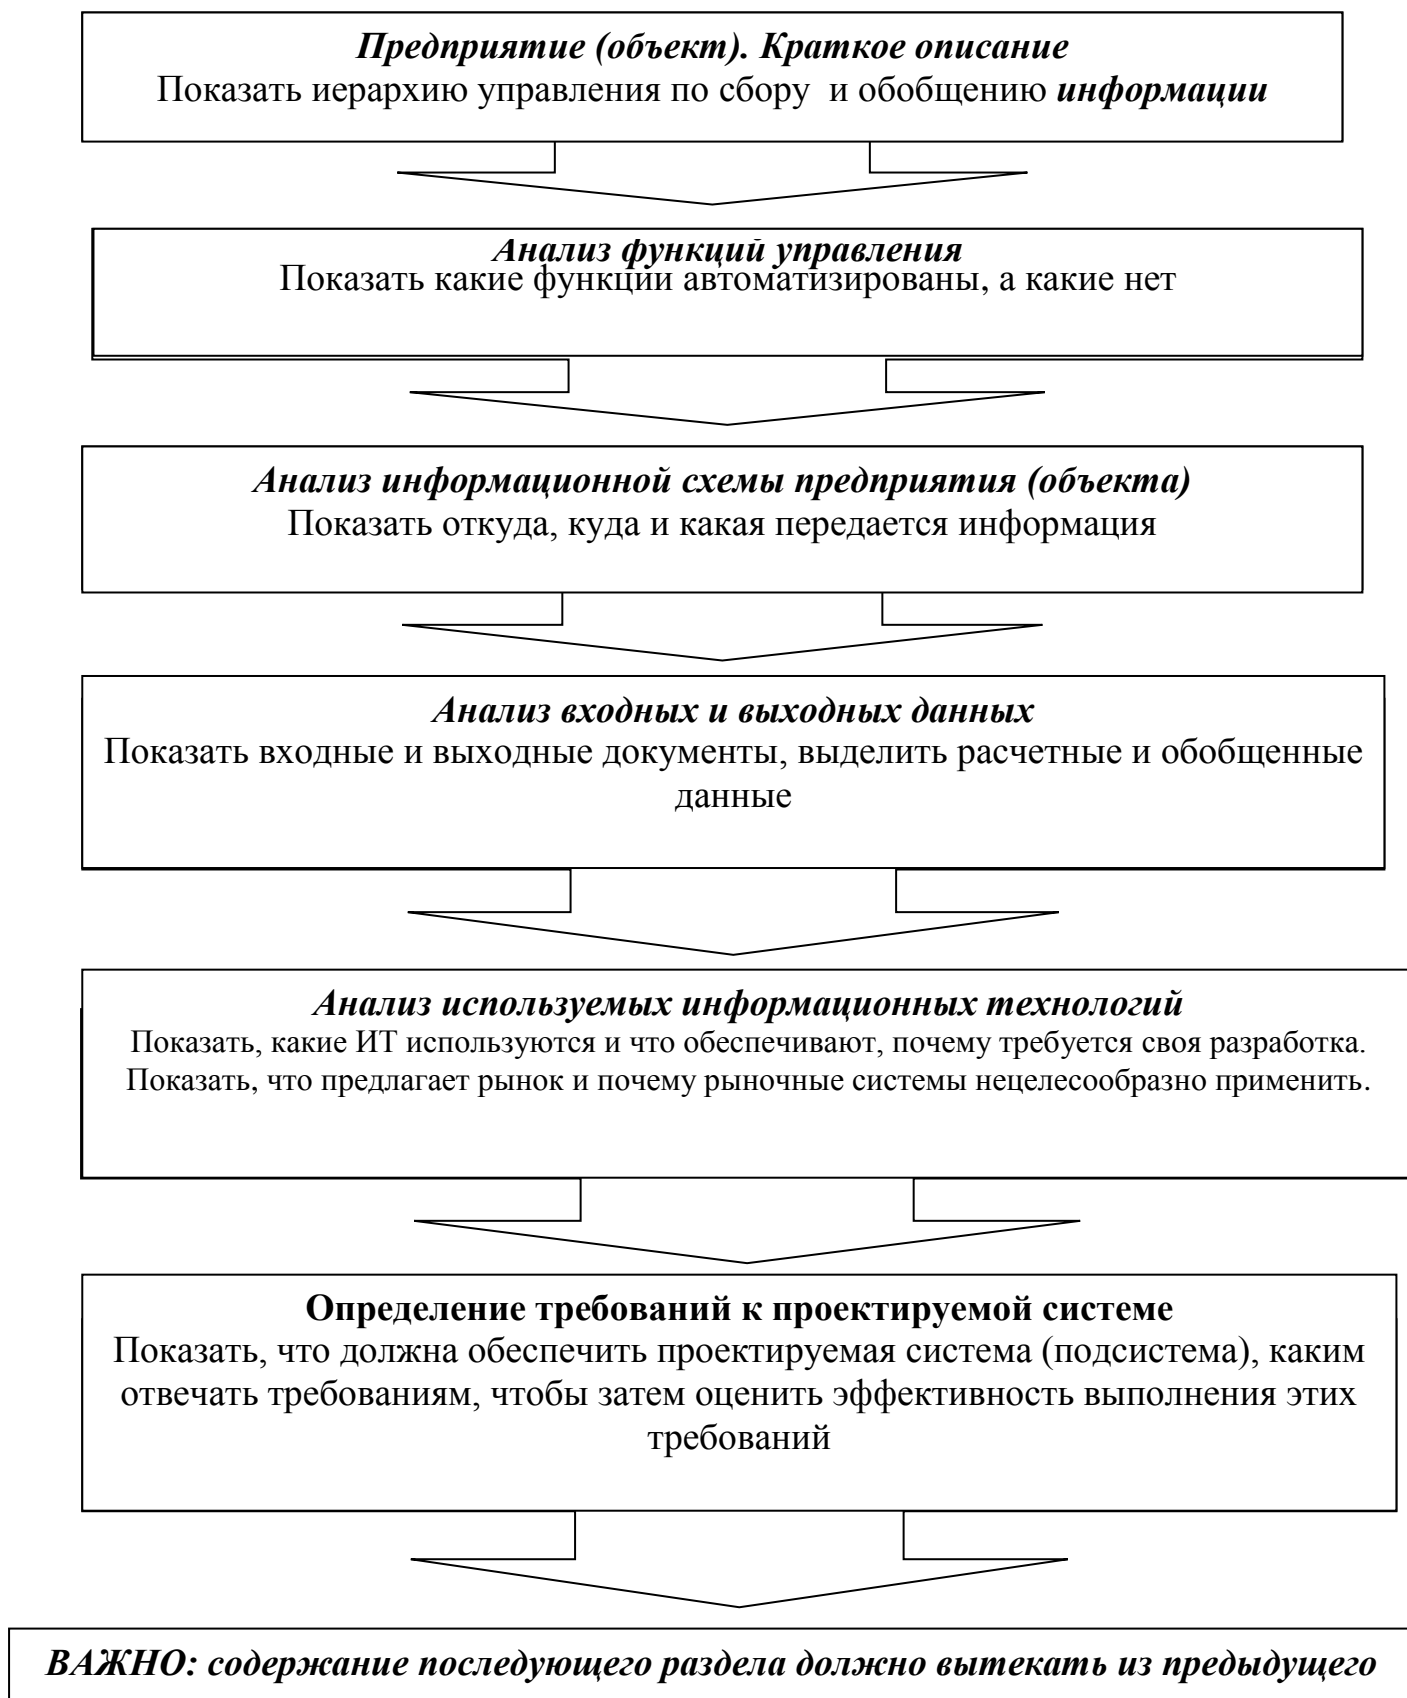 Предприятие (объект). Краткое описание
Показать иерархию управления по сбору и обобщению информации
Анализ функций управления
Показать какие функции автоматизированы, а какие нет
Анализ информационной схемы предприятия (объекта)
Показать откуда, куда и какая передается информация
Анализ входных и выходных данных
Показать входные и выходные документы, выделить расчетные и обобщенные
данные
Анализ используемых информационных технологий
Показать, какие ИТ используются и что обеспечивают, почему требуется своя разработка.
Показать, что предлагает рынок и почему рыночные системы нецелесообразно применить.
Определение требований к проектируемой системе
Показать, что должна обеспечить проектируемая система (подсистема), каким
отвечать требованиям, чтобы затем оценить эффективность выполнения этих
требований
ВАЖНО: содержание последующего раздела должно вытекать из предыдущего